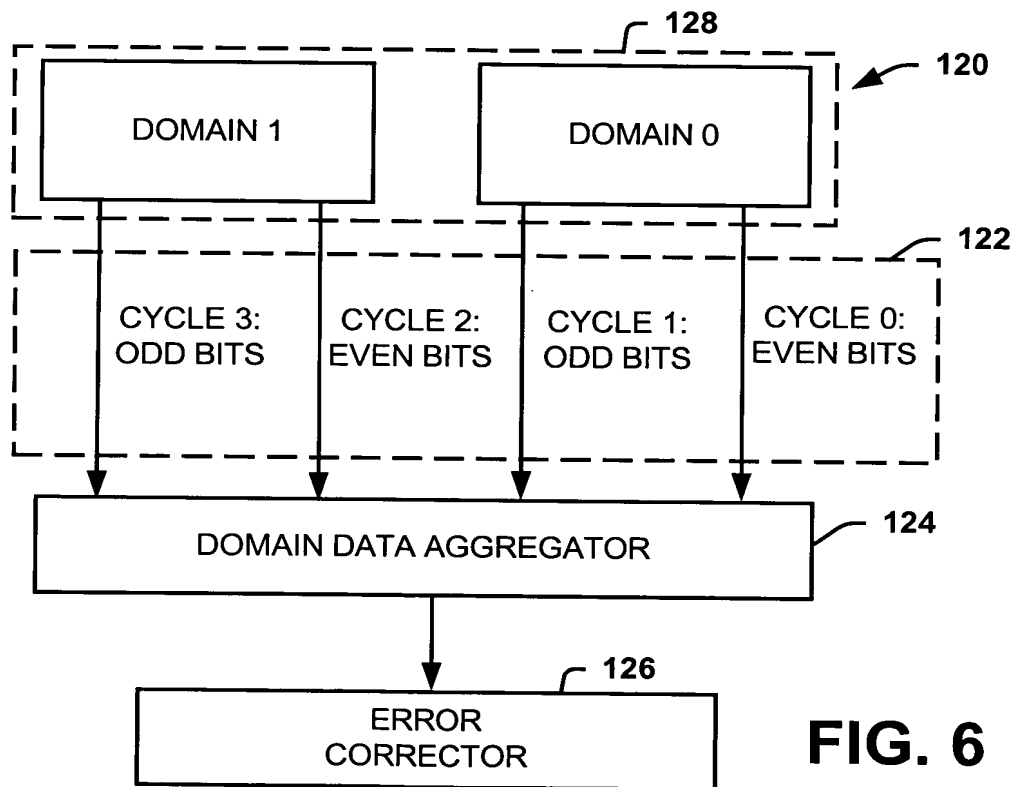 128
120
DOMAIN 1
DOMAIN 0
122
CYCLE 3:
ODD BITS
CYCLE 2:
EVEN BITS
CYCLE 1:
ODD BITS
CYCLE 0:
EVEN BITS
DOMAIN DATA AGGREGATOR
124
126
ERROR
CORRECTOR
FIG. 6